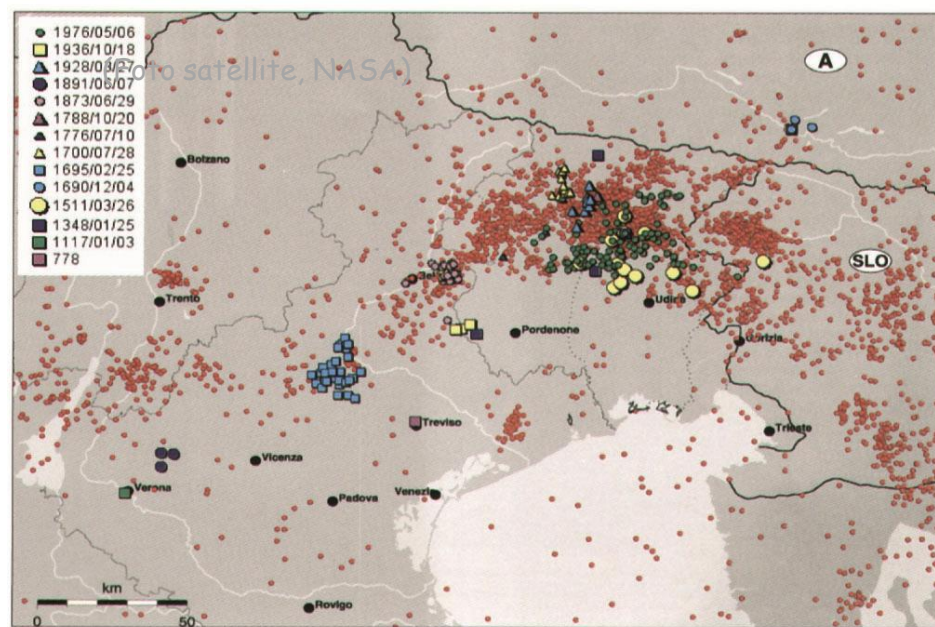 1976/05/06
1936/10/18
1928/03/27
1891/06/07
1873/06/29
1788/10/20
1776/07/10
1700/07/28
1695/02/25
1690/12/04
1511/03/26
1348/01/25
1117/01/03
778
(Foto satellite, NASA)
A
Bolzano
SLO
Trento
Udine
Pordenone
Gorizia
Treviso
Trieste
Vicenza
Verona
Padova
Venezia
km
0 50
Rovigo